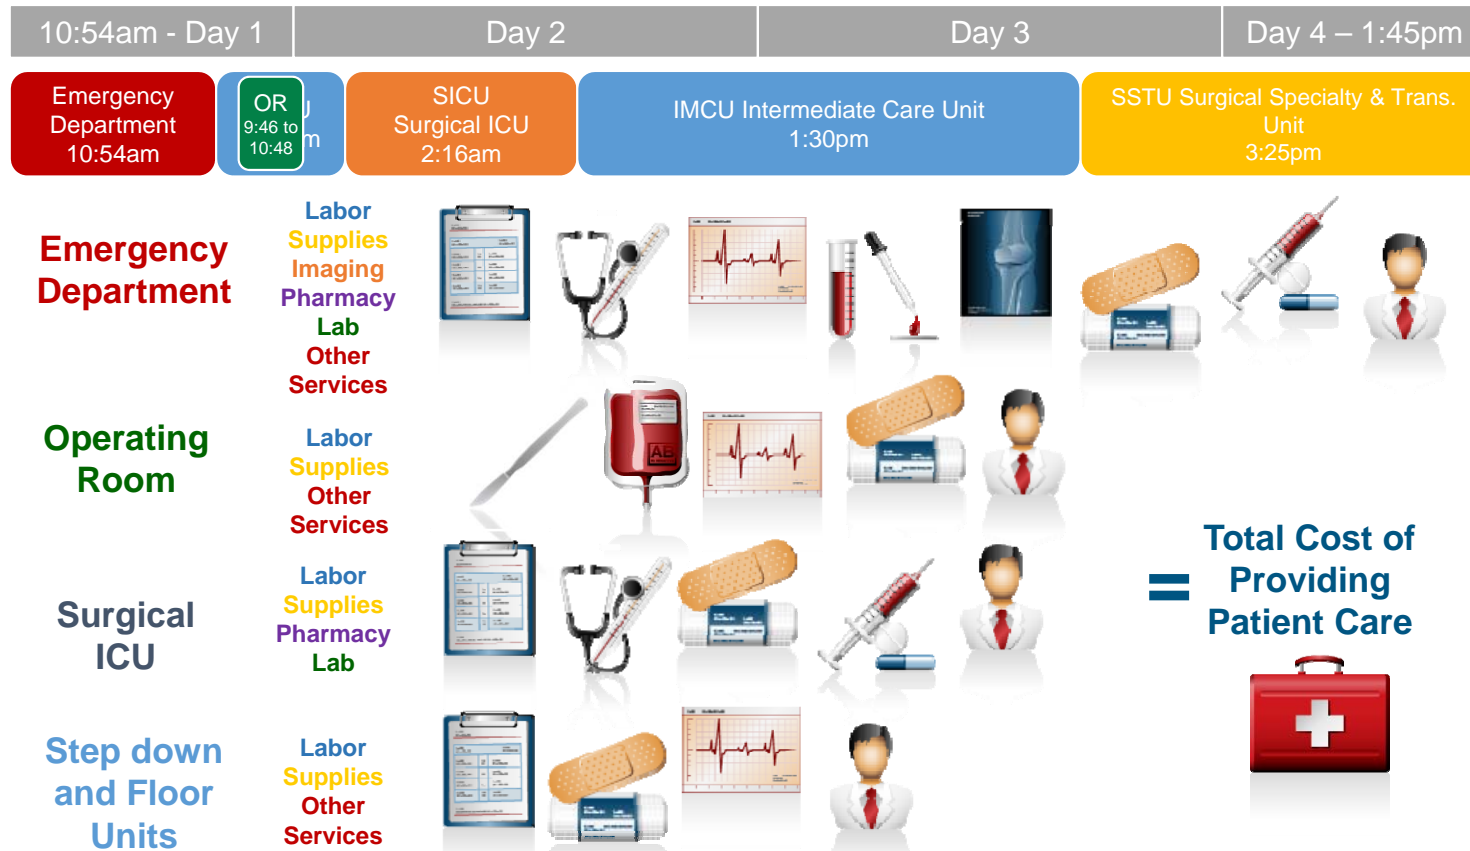 10:54am - Day 1
Day 2
Day 3
Day 4 – 1:45pm
Emergency
Department
10:54am
OR
9:46 to
10:48
SICU
Surgical ICU
2:16am
IMCU Intermediate Care Unit
1:30pm
SSTU Surgical Specialty & Trans.
Unit
3:25pm
Emergency
Department
Labor
Supplies
Imaging
Pharmacy
Lab
Other
Services
Operating
Room
Labor
Supplies
Other
Services
AB
Surgical
ICU
Labor
Supplies
Pharmacy
Lab
Step down
and Floor
Units
Labor
Supplies
Other
Services
= Total Cost of
Providing
Patient Care